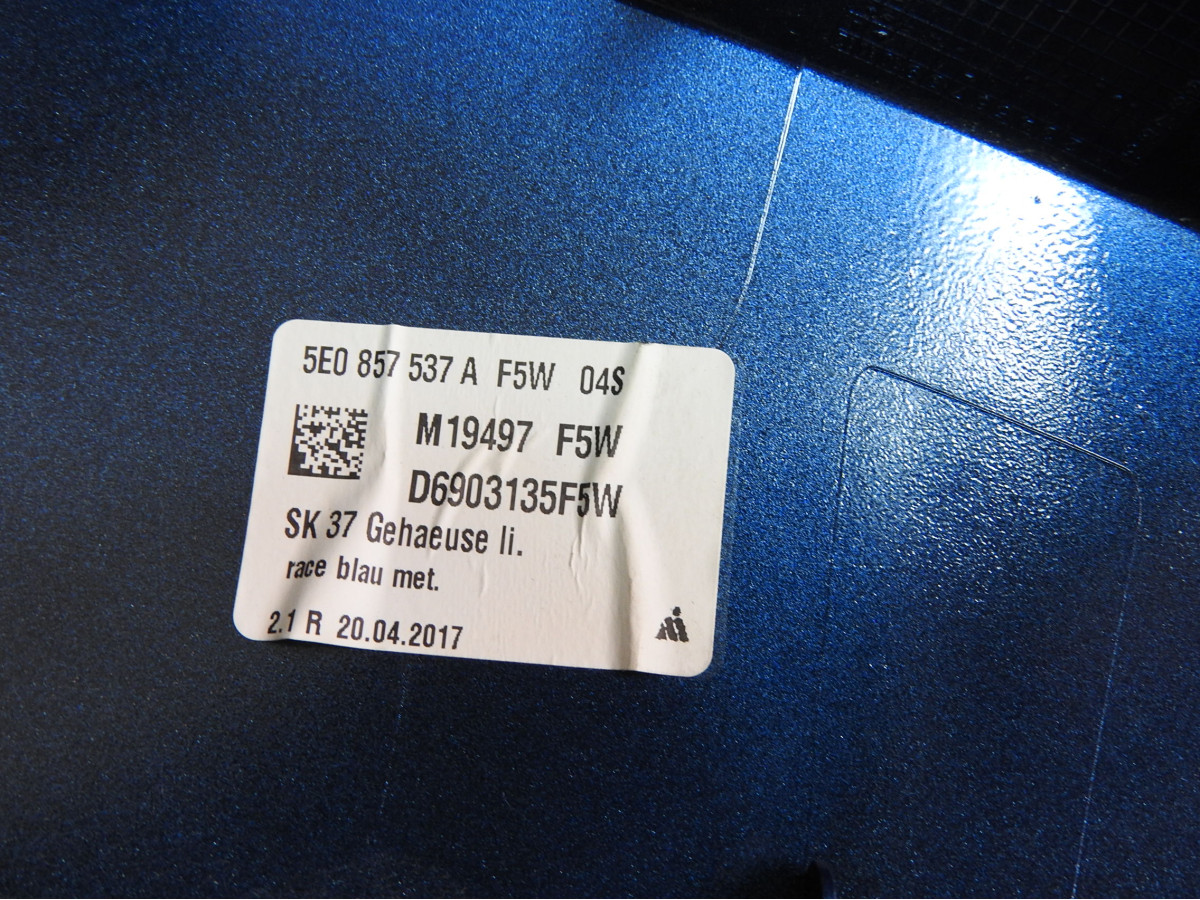 5E0 857 537 A F5W 04S
M19497 F5W
D6903135F5W
SK 37 Gehaeuse li.
race blau met.
2.1 R 20.04.2017